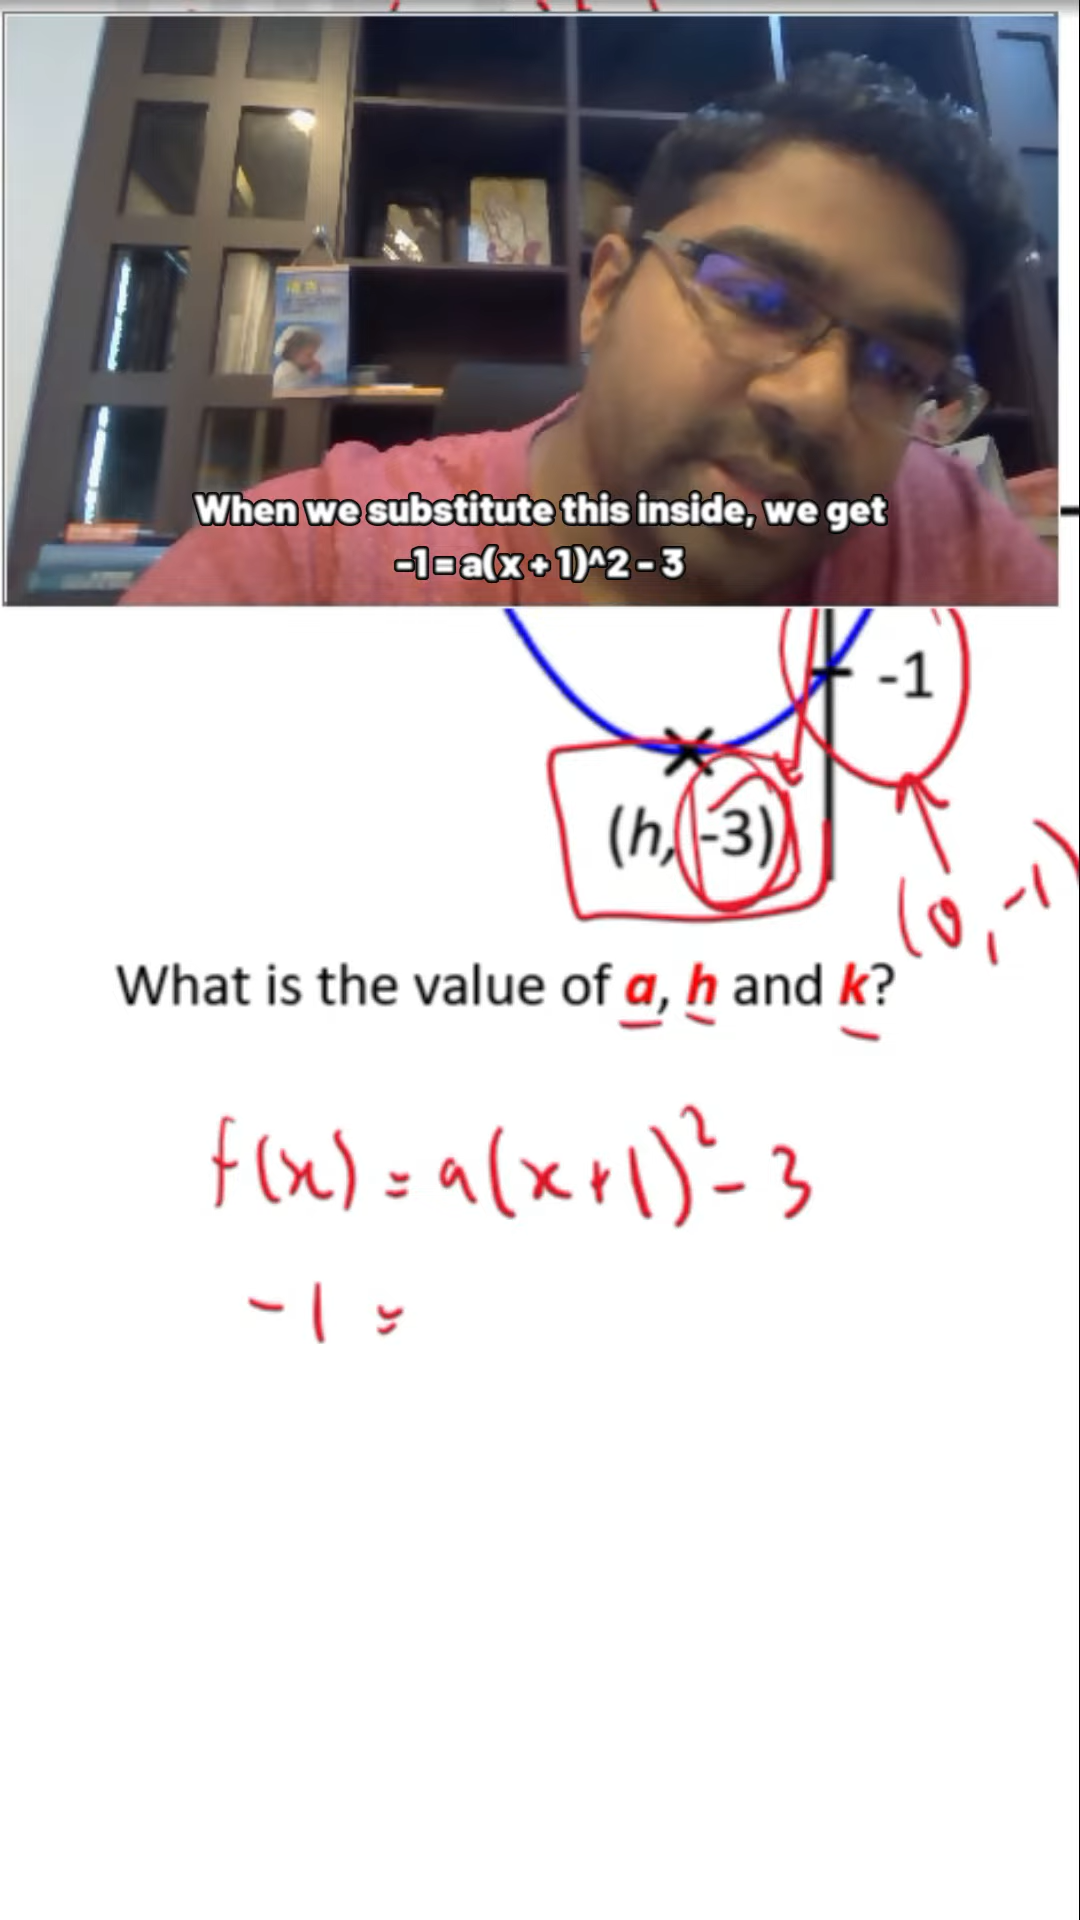 When we substitute this inside, we get
-1 = a(x + 1)^2 - 3
-1
(h, -3)
(0, -1)
What is the value of a, h and k?
f(x) = a(x+1)² - 3
-1 =